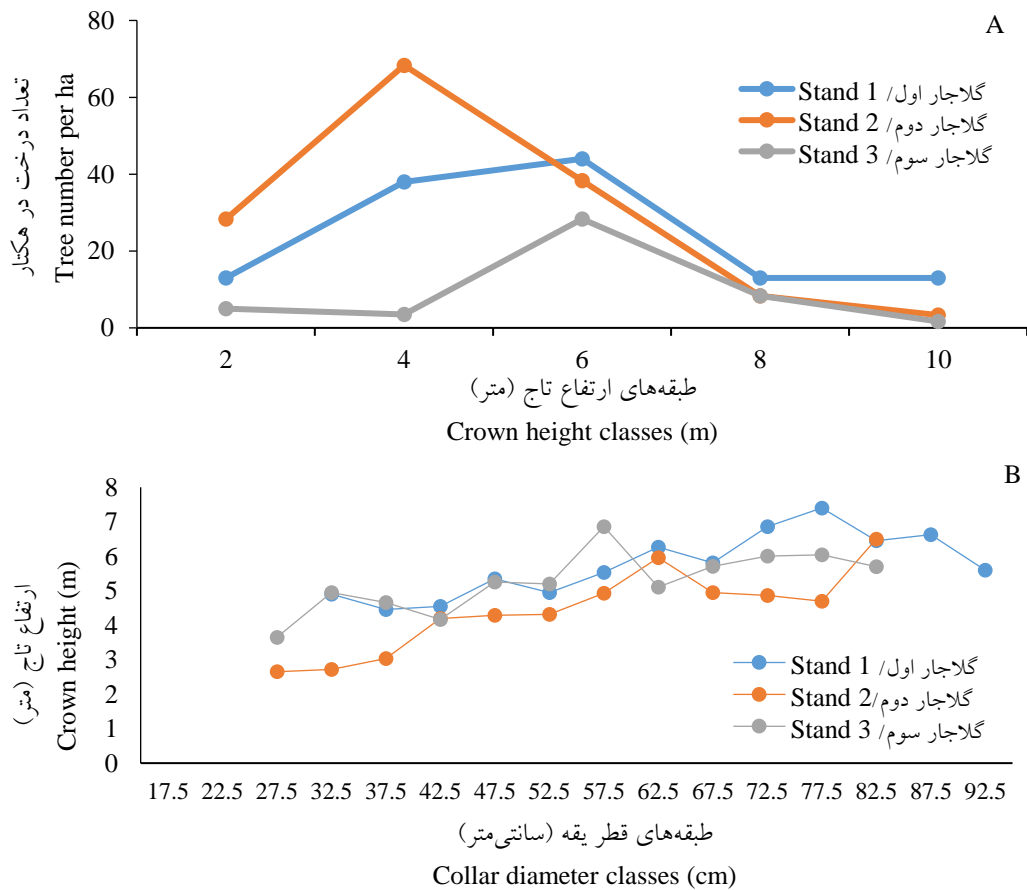 A
80
60
40
20
0
تعداد درخت در هکتار
Tree number per ha
Stand 1 /گلاجار اول
Stand 2 /گلاجار دوم
Stand 3 /گلاجار سوم
2 4 6 8 10
طبقه‌های ارتفاع تاج (متر)
Crown height classes (m)
B
8
7
6
5
4
3
2
1
0
ارتفاع تاج (متر)
Crown height (m)
Stand 1 /گلاجار اول
Stand 2/گلاجار دوم
Stand 3 /گلاجار سوم
17.5 22.5 27.5 32.5 37.5 42.5 47.5 52.5 57.5 62.5 67.5 72.5 77.5 82.5 87.5 92.5
طبقه‌های قطر یقه (سانتی‌متر)
Collar diameter classes (cm)